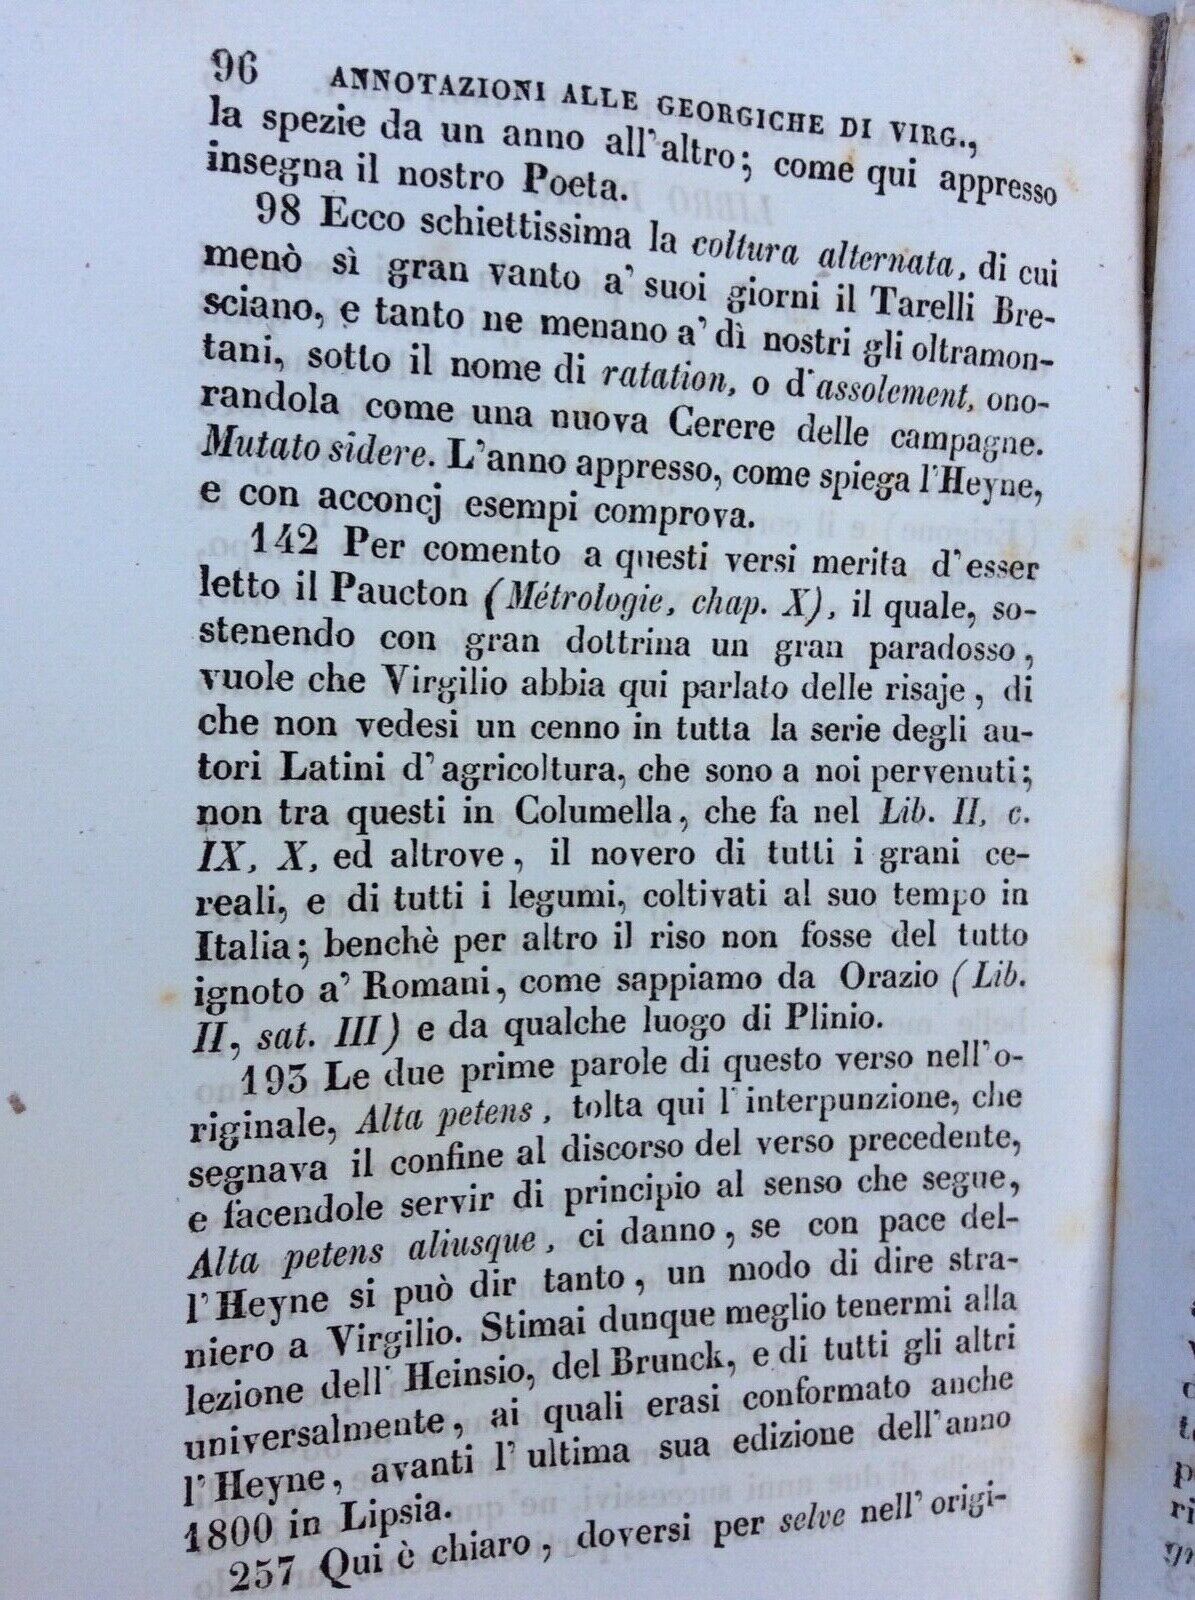 96 ANNOTAZIONI ALLE GEORGICHE DI VIRG.,
la spezie da un anno all'altro; come qui appresso
insegna il nostro Poeta.
98 Ecco schiettissima la coltura alternata, di cui
menò sì gran vanto a' suoi giorni il Tarelli Bre-
sciano, e tanto ne menano a' dì nostri gli oltramon-
tani, sotto il nome di ratation, o d'assolement, ono-
randola come una nuova Cerere delle campagne.
Mutato sidere. L'anno appresso, come spiega l'Heyne,
e con acconcj esempi comprova.
142 Per comento a questi versi merita d'esser
letto il Paucton (Métrologie, chap. X), il quale, so-
stenendo con gran dottrina un gran paradosso,
vuole che Virgilio abbia qui parlato delle risaje, di
che non vedesi un cenno in tutta la serie degli au-
tori Latini d'agricoltura, che sono a noi pervenuti;
non tra questi in Columella, che fa nel Lib. II, c.
IX, X, ed altrove, il novero di tutti i grani ce-
reali, e di tutti i legumi, coltivati al suo tempo in
Italia; benchè per altro il riso non fosse del tutto
ignoto a' Romani, come sappiamo da Orazio (Lib.
II, sat. III) e da qualche luogo di Plinio.
193 Le due prime parole di questo verso nell'o-
riginale, Alta petens, tolta qui l'interpunzione, che
segnava il confine al discorso del verso precedente,
e facendole servir di principio al senso che segue,
Alta petens aliusque, ci danno, se con pace del-
l'Heyne si può dir tanto, un modo di dire stra-
niero a Virgilio. Stimai dunque meglio tenermi alla
lezione dell'Heinsio, del Brunck, e di tutti gli altri
universalmente, ai quali erasi conformato anche
l'Heyne, avanti l'ultima sua edizione dell'anno
1800 in Lipsia.
257 Qui è chiaro, doversi per selve nell'origi-